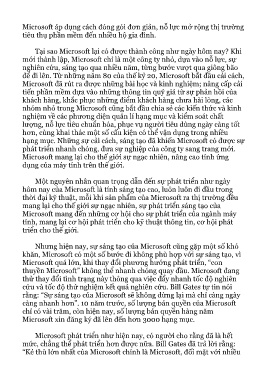 Microsoft áp dụng cách đóng gói đơn giản, nỗ lực mở rộng thị trường
tiêu thụ phần mềm đến nhiều hộ gia đình.
Tại sao Microsoft lại có được thành công như ngày hôm nay? Khi
mới thành lập, Microsoft chỉ là một công ty nhỏ, dựa vào nỗ lực, sự
nghiên cứu, sáng tạo qua nhiều năm, từng bước vượt qua giông bão
để đi lên. Từ những năm 80 của thế kỷ 20, Microsoft bắt đầu cải cách,
Microsoft đã rút ra được những bài học và kinh nghiệm; nâng cấp cải
tiến phần mềm dựa vào những thông tin quý giá từ sự phản hồi của
khách hàng, khắc phục những điểm khách hàng chưa hài lòng, các
nhóm nhỏ trong Microsoft cũng bắt đầu chia sẻ các kiến thức và kinh
nghiệm về các phương diện quản lí hạng mục và kiểm soát chất
lượng, nỗ lực tiêu chuẩn hóa, phục vụ người tiêu dùng ngày càng tốt
hơn, cùng khai thác một số cấu kiện có thể vận dụng trong nhiều
hạng mục. Những sự cải cách, sáng tạo đã khiến Microsoft có được sự
phát triển nhanh chóng, đưa sự nghiệp của công ty sang trang mới.
Microsoft mang lại cho thế giới sự ngạc nhiên, nâng cao tính ứng
dụng của máy tính trên thế giới.
Một nguyên nhân quan trọng dẫn đến sự phát triển như ngày
hôm nay của Microsoft là tính sáng tạo cao, luôn luôn đi đầu trong
thời đại kỹ thuật, mỗi khi sản phẩm của Microsoft ra thị trường đều
mang lại cho thế giới sự ngạc nhiên, sự phát triển sáng tạo của
Microsoft mang đến những cơ hội cho sự phát triển của ngành máy
tính, mang lại cơ hội phát triển cho kỹ thuật thông tin, cơ hội phát
triển cho thế giới.
Nhưng hiện nay, sự sáng tạo của Microsoft cũng gặp một số khó
khăn, Microsoft có một số bước đi không phù hợp với sự sáng tạo, vì
Microsoft quá lớn, khi thay đổi phương hướng phát triển, "con
thuyền Microsoft" không thể nhanh chóng quay đầu. Microsoft đang
thử thay đổi tình trạng này thông qua việc đẩy nhanh tốc độ nghiên
cứu và tốc độ thử nghiệm kết quả nghiên cứu. Bill Gates tự tin nói
rằng: "Sự sáng tạo của Microsoft sẽ không dừng lại mà chỉ càng ngày
càng nhanh hơn". 10 năm trước, số lượng bản quyền của Microsoft
chỉ có vài trăm, còn hiện nay, số lượng bản quyền hàng năm
Microsoft xin đăng ký đã lên đến hơn 3000 hạng mục.
Microsoft phát triển như hiện nay, có người cho rằng đã là hết
mức, chẳng thể phát triển hơn được nữa. Bill Gates đã trả lời rằng:
"Kẻ thù lớn nhất của Microsoft chính là Microsoft, đối mặt với nhiều